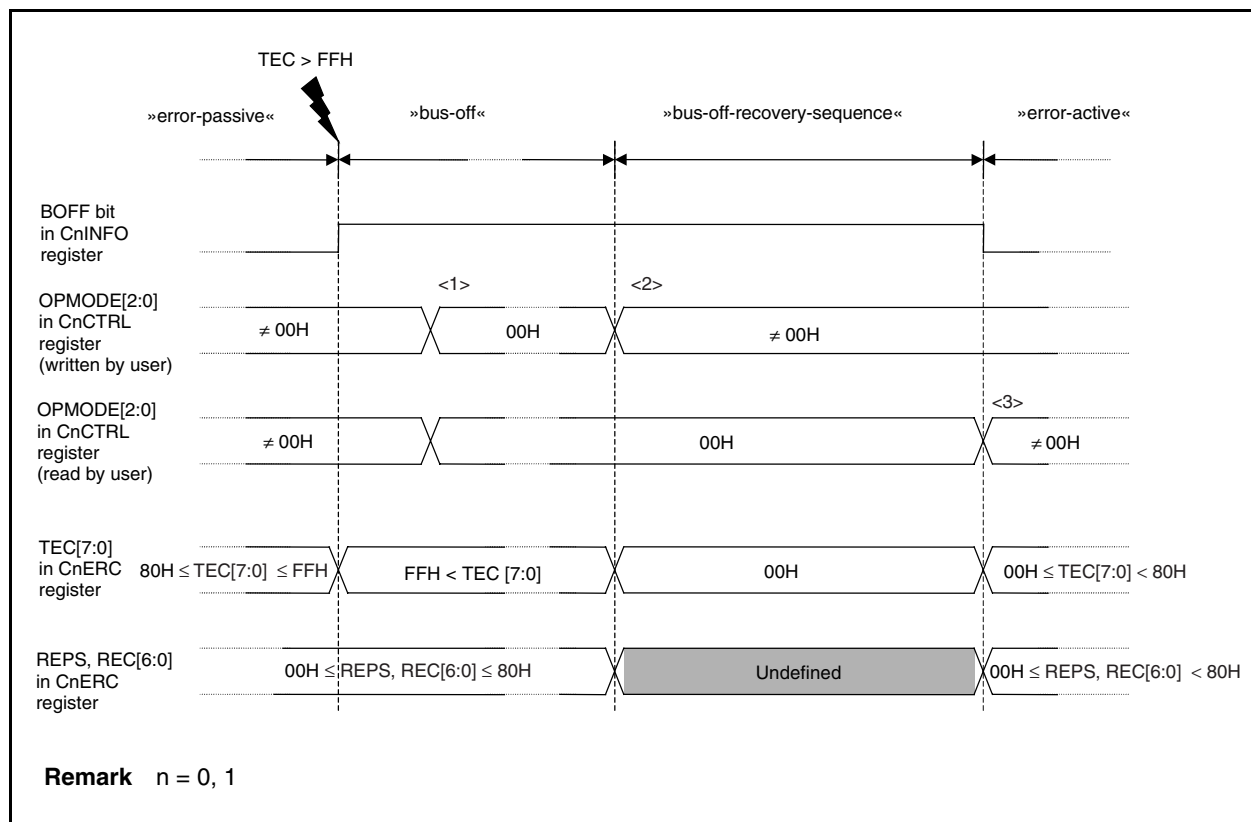 TEC > FFH
»error-passive« »bus-off« »bus-off-recovery-sequence« »error-active«
BOFF bit
in CnINFO
register
<1> <2>
OPMODE[2:0]
in CnCTRL
register
(written by user)
≠ 00H 00H ≠ 00H
<3>
OPMODE[2:0]
in CnCTRL
register
(read by user)
≠ 00H 00H ≠ 00H
TEC[7:0]
in CnERC
register
80H ≤ TEC[7:0] ≤ FFH FFH < TEC [7:0] 00H 00H ≤ TEC[7:0] < 80H
REPS, REC[6:0]
in CnERC
register
00H ≤ REPS, REC[6:0] ≤ 80H Undefined 00H ≤ REPS, REC[6:0] < 80H
Remark n = 0, 1